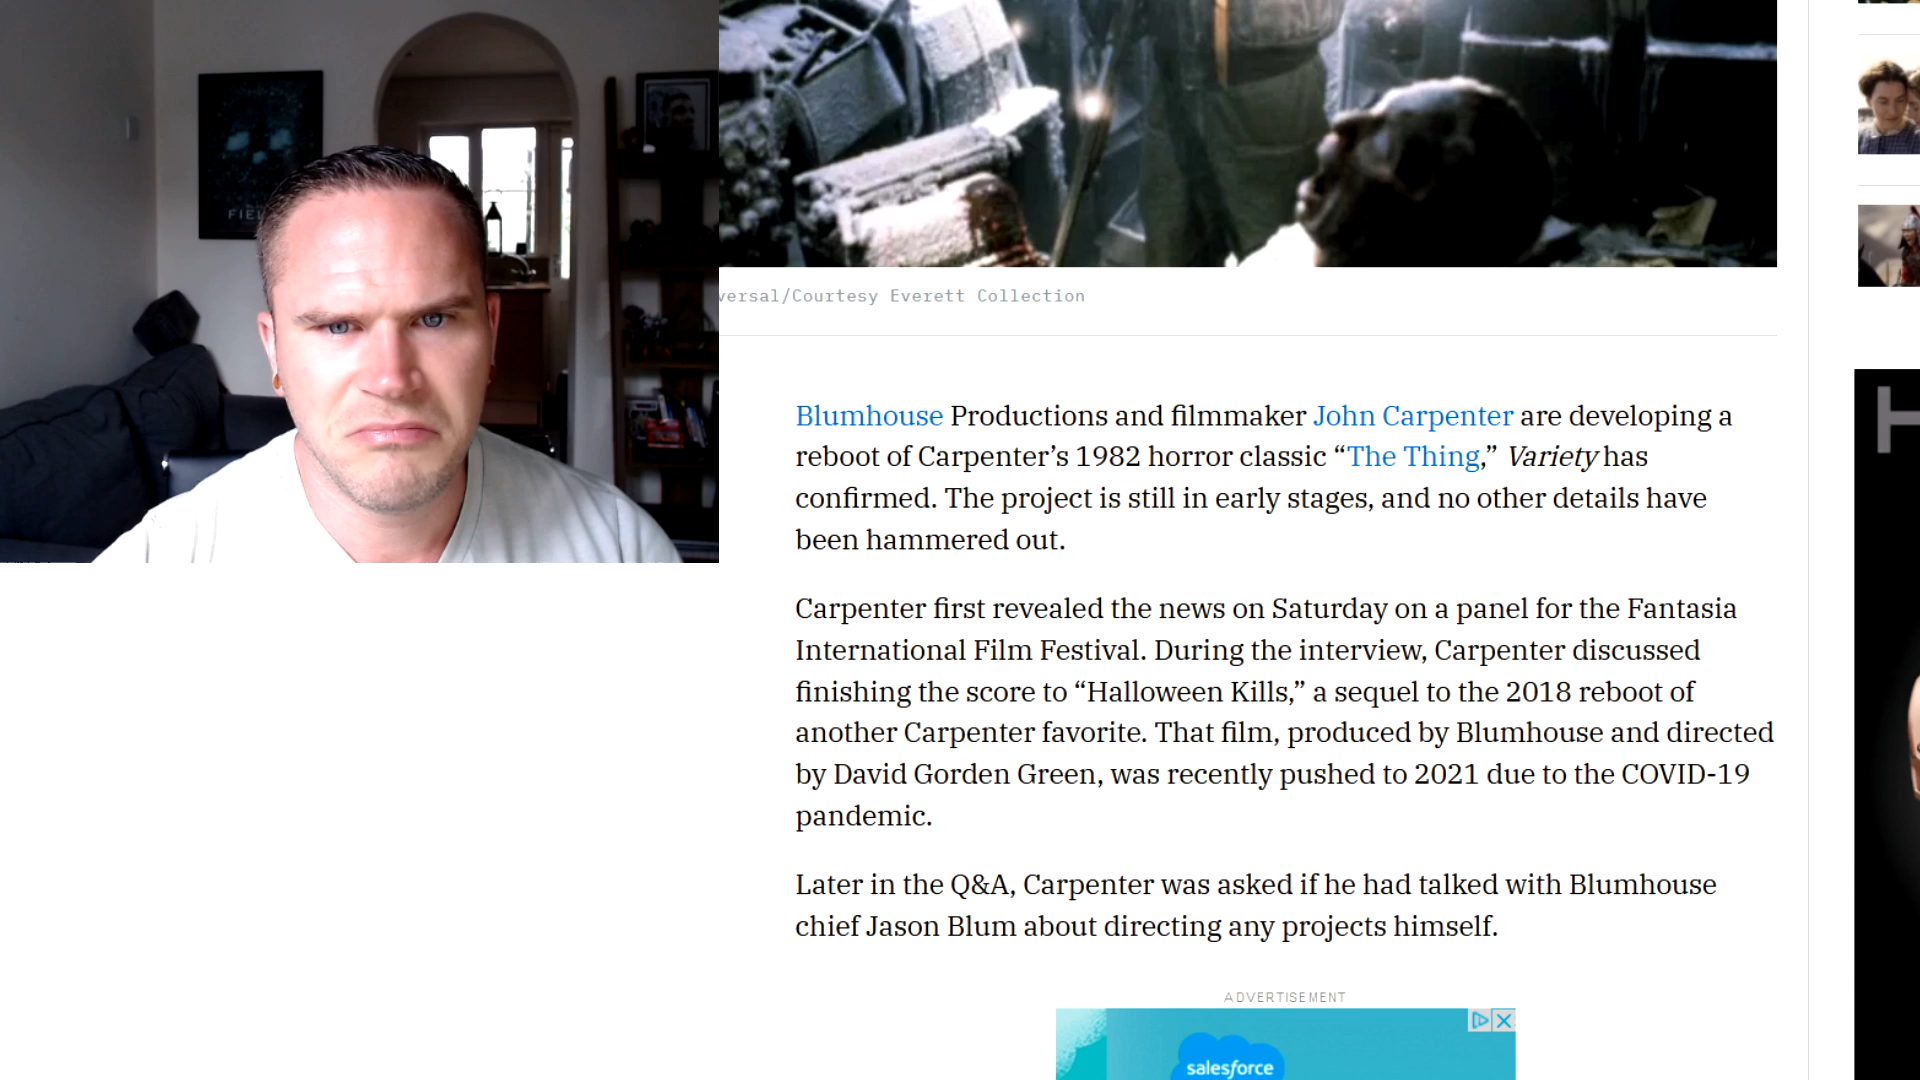 FIEL
versal/Courtesy Everett Collection
Blumhouse Productions and filmmaker John Carpenter are developing a
reboot of Carpenter’s 1982 horror classic “The Thing,” Variety has
confirmed. The project is still in early stages, and no other details have
been hammered out.
Carpenter first revealed the news on Saturday on a panel for the Fantasia
International Film Festival. During the interview, Carpenter discussed
finishing the score to “Halloween Kills,” a sequel to the 2018 reboot of
another Carpenter favorite. That film, produced by Blumhouse and directed
by David Gorden Green, was recently pushed to 2021 due to the COVID-19
pandemic.
Later in the Q&A, Carpenter was asked if he had talked with Blumhouse
chief Jason Blum about directing any projects himself.
ADVERTISEMENT
salesforce
H